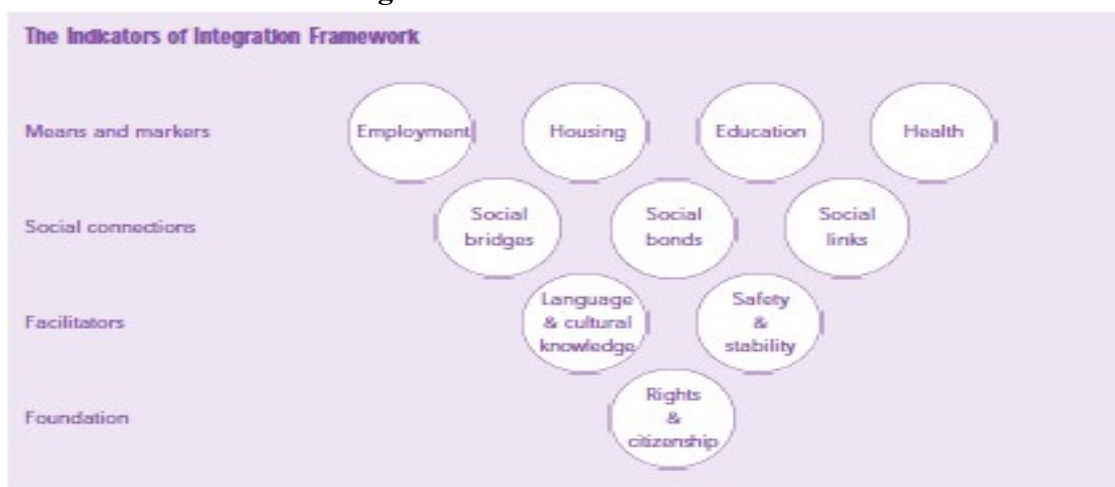 The Indicators of Integration Framework
Means and markers
Employment
Housing
Education
Health
Social connections
Social
bridges
Social
bonds
Social
links
Facilitators
Language
& cultural
knowledge
Safety
&
stability
Foundation
Rights
&
citizenship